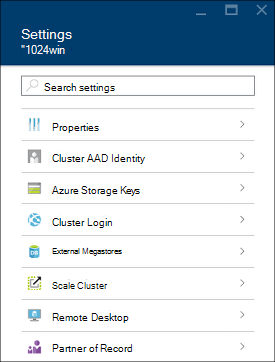 Settings
"1024win
Search settings
Properties
Cluster AAD Identity
Azure Storage Keys
Cluster Login
External Megastores
Scale Cluster
Remote Desktop
Partner of Record